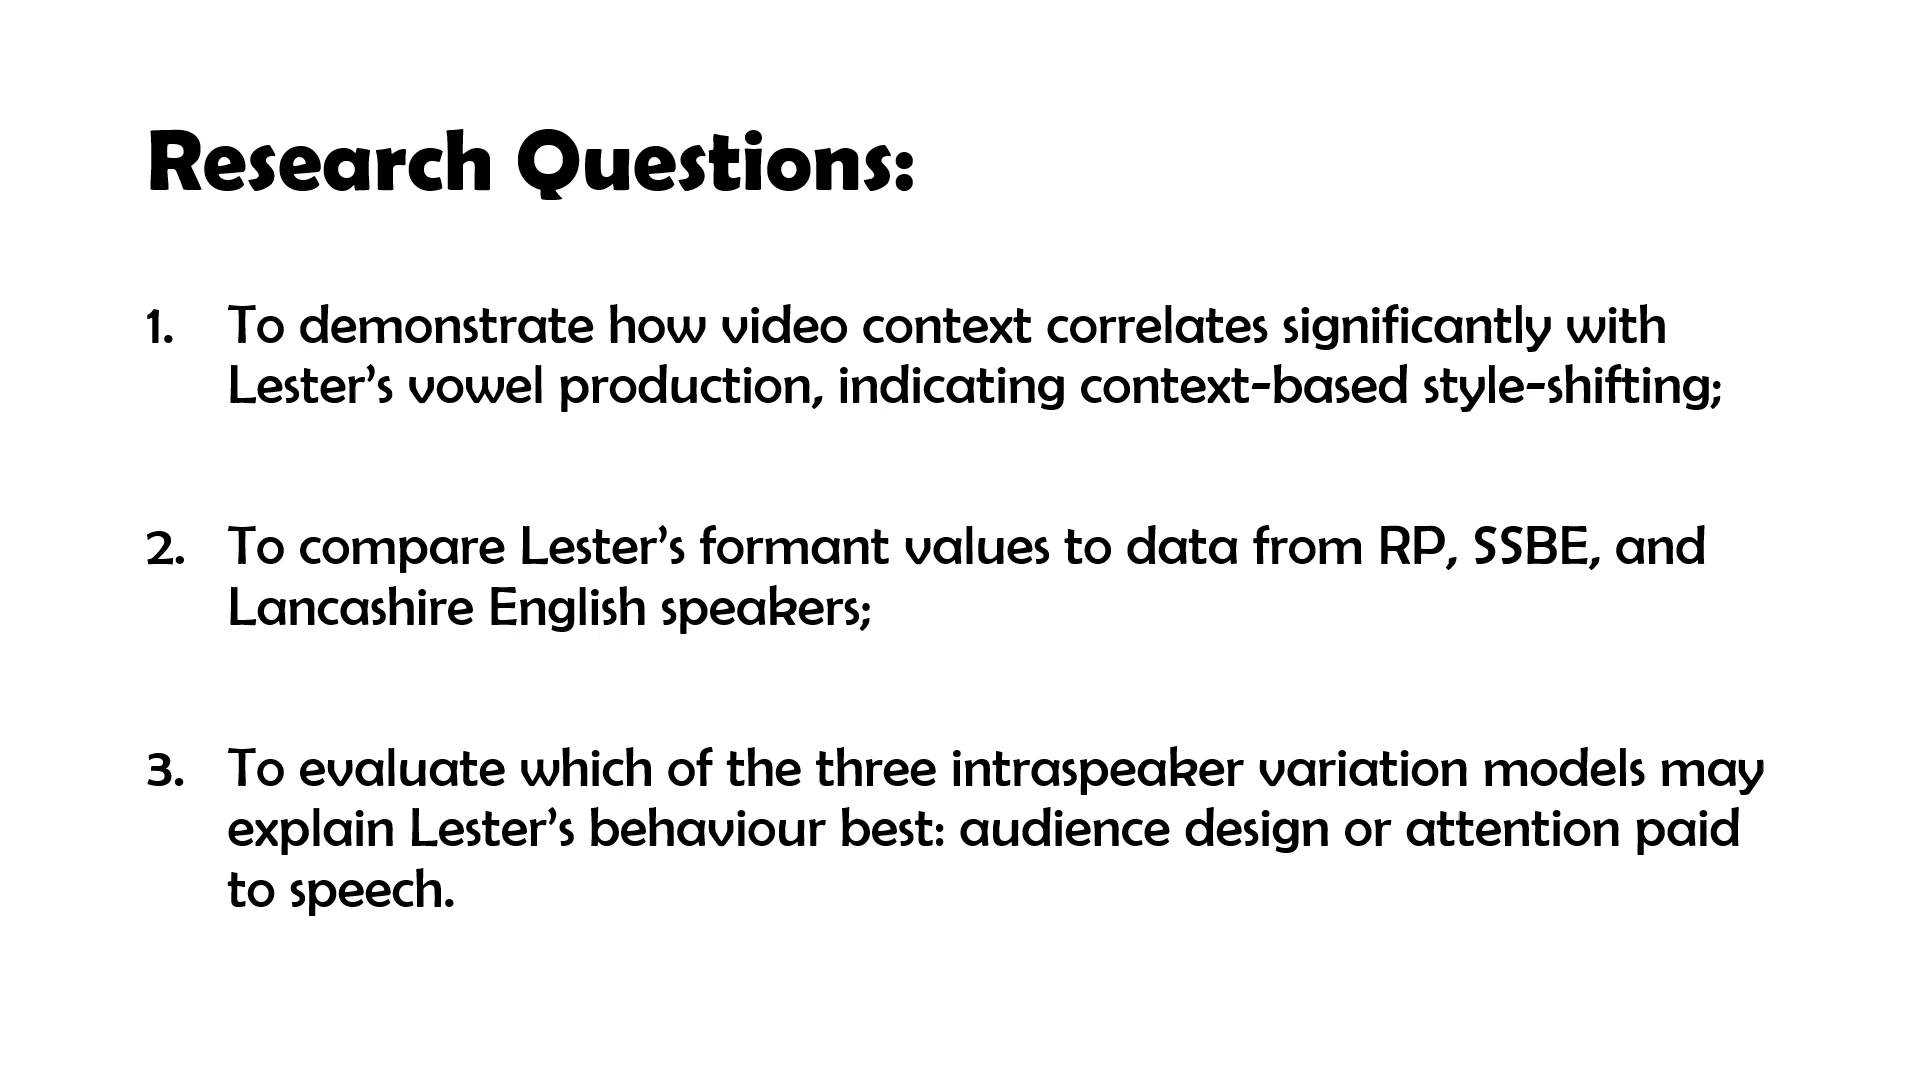 Research Questions:
1. To demonstrate how video context correlates significantly with
Lester’s vowel production, indicating context-based style-shifting;
2. To compare Lester’s formant values to data from RP, SSBE, and
Lancashire English speakers;
3. To evaluate which of the three intraspeaker variation models may
explain Lester’s behaviour best: audience design or attention paid
to speech.